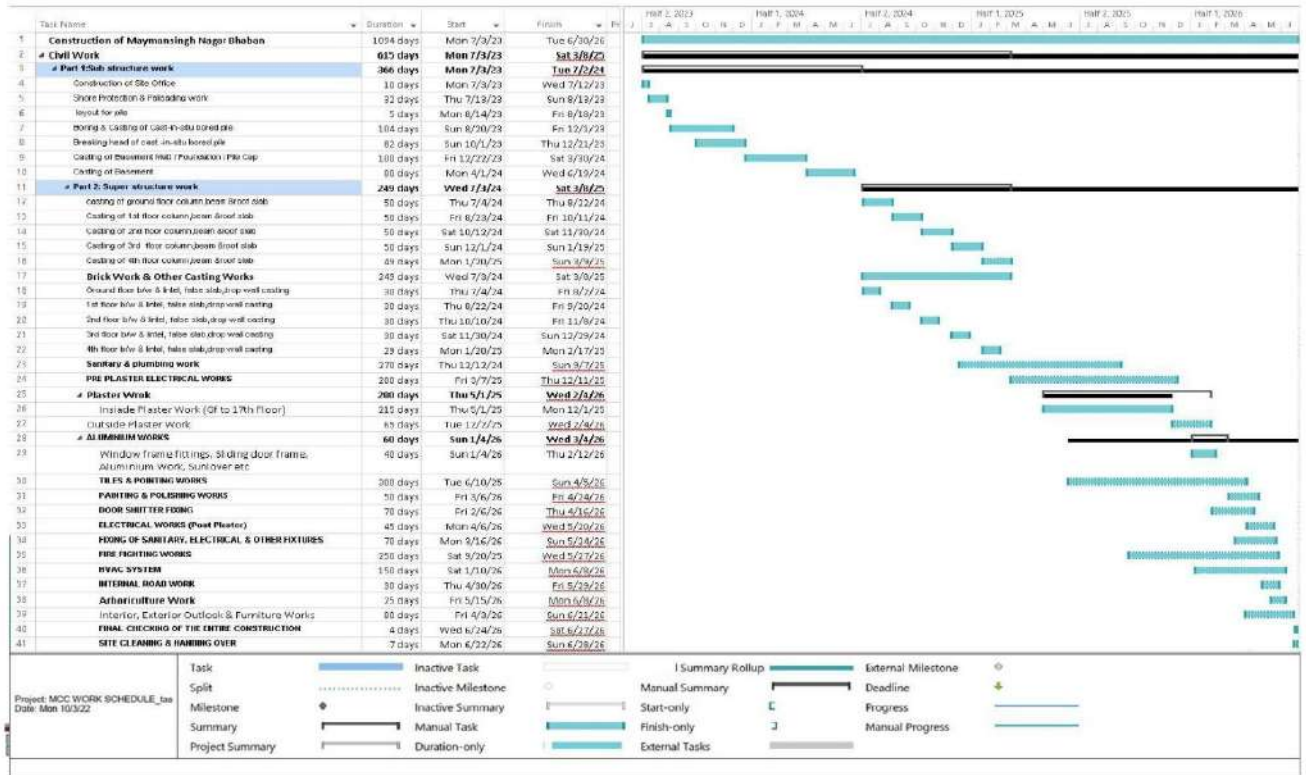 Task Name Duration Start Finish
Half 2, 2023 Half 1, 2024 Half 2, 2024 Half 1, 2025 Half 2, 2025 Half 1, 2026
J J A S O N D J F M A M J J A S O N D J F M A M J J A S O N D J F M A M J
1 Construction of Maymansingh Nagar Bhaban 1094 days Mon 7/3/23 Tue 6/30/26
2 Civil Work 615 days Mon 7/3/23 Sat 3/8/25
3 Part 1:Sub structure work 366 days Mon 7/3/23 Tue 7/2/24
4 Construction of Site Office 10 days Mon 7/3/23 Wed 7/12/23
5 Shore Protection & Palasading work 32 days Thu 7/13/23 Sun 8/13/23
6 layout for pile 5 days Mon 8/14/23 Fri 8/18/23
7 Boring & Casting of Cast-in-situ bored pile 104 days Sun 8/20/23 Fri 12/1/23
8 Breaking head of cast -in-situ bored pile 82 days Sun 10/1/23 Thu 12/21/23
9 Casting of Basement Mat / Foundation / Pile Cap 100 days Fri 12/22/23 Sat 3/30/24
10 Casting of Basement 80 days Mon 4/1/24 Wed 6/19/24
11 Part 2: Super structure work 249 days Wed 7/3/24 Sat 3/8/25
12 casting of ground floor column,beam &roof slab 50 days Thu 7/4/24 Thu 8/22/24
13 Casting of 1st floor column,beam &roof slab 50 days Fri 8/23/24 Fri 10/11/24
14 Casting of 2nd floor column,beam &roof slab 50 days Sat 10/12/24 Sat 11/30/24
15 Casting of 3rd floor column,beam &roof slab 50 days Sun 12/1/24 Sun 1/19/25
16 Casting of 4th floor column,beam &roof slab 49 days Mon 1/20/25 Sun 3/9/25
17 Brick Work & Other Casting Works 249 days Wed 7/3/24 Sat 3/8/25
18 Ground floor b/w & lintel, false slab,drop wall casting 30 days Thu 7/4/24 Fri 8/2/24
19 1st floor b/w & lintel, false slab,drop wall casting 30 days Thu 8/22/24 Fri 9/20/24
20 2nd floor b/w & lintel, false slab,drop wall casting 30 days Thu 10/10/24 Fri 11/8/24
21 3rd floor b/w & lintel, false slab,drop wall casting 30 days Sat 11/30/24 Sun 12/29/24
22 4th floor b/w & lintel, false slab,drop wall casting 29 days Mon 1/20/25 Mon 2/17/25
23 Sanitary & plumbing work 270 days Thu 12/12/24 Sun 9/7/25
24 PRE PLASTER ELECTRICAL WORKS 280 days Fri 3/7/25 Thu 12/11/25
25 Plaster Wrok 280 days Thu 5/1/25 Wed 2/4/26
26 Insiade Plaster Work (Gf to 17th Floor) 215 days Thu 5/1/25 Mon 12/1/25
27 Outside Plaster Work 65 days Tue 12/2/25 Wed 2/4/26
28 ALUMINIUM WORKS 60 days Sun 1/4/26 Wed 3/4/26
29 Window frame fittings, Sliding door frame, 40 days Sun 1/4/26 Thu 2/12/26
Aluminium Work, Sunlover etc
30 TILES & POINTING WORKS 300 days Tue 6/10/25 Sun 4/5/26
31 PAINTING & POLISHING WORKS 50 days Fri 3/6/26 Fri 4/24/26
32 DOOR SHUTTER FIXING 70 days Fri 2/6/26 Thu 4/16/26
33 ELECTRICAL WORKS (Post Plaster) 45 days Mon 4/6/26 Wed 5/20/26
34 FIXING OF SANITARY, ELECTRICAL & OTHER FIXTURES 70 days Mon 3/16/26 Sun 5/24/26
35 FIRE FIGHTING WORKS 250 days Sat 9/20/25 Wed 5/27/26
36 HVAC SYSTEM 150 days Sat 1/10/26 Mon 6/8/26
37 INTERNAL ROAD WORK 30 days Thu 4/30/26 Fri 5/29/26
38 Arboriculture Work 25 days Fri 5/15/26 Mon 6/8/26
39 Interior, Exterior Outlook & Furniture Works 80 days Fri 4/3/26 Sun 6/21/26
40 FINAL CHECKING OF THE ENTIRE CONSTRUCTION 4 days Wed 6/24/26 Sat 6/27/26
41 SITE CLEANING & HANDING OVER 7 days Mon 6/22/26 Sun 6/28/26
Project: MCC WORK SCHEDULE_taa
Date: Mon 10/3/22
Task Inactive Task Summary Rollup External Milestone
Split Inactive Milestone Manual Summary Deadline
Milestone Inactive Summary Start-only Progress
Summary Manual Task Finish-only Manual Progress
Project Summary Duration-only External Tasks